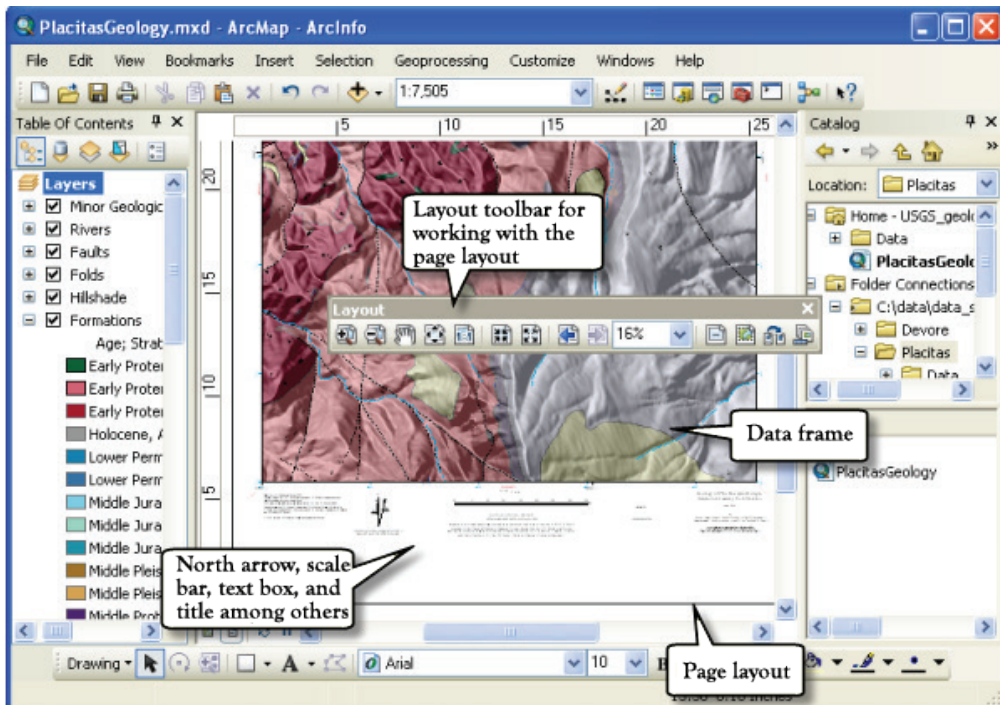 PlacitasGeology.mxd - ArcMap - ArcInfo
File Edit View Bookmarks Insert Selection Geoprocessing Customize Windows Help
1:7,505
Table Of Contents
Layers
Minor Geologic
Rivers
Faults
Folds
Hillshade
Formations
Age; Strat
Early Proter
Early Proter
Early Proter
Holocene, A
Lower Perm
Lower Perm
Middle Jura
Middle Jura
Middle Jura
Middle Pleis
Middle Pleis
Middle Prot
5 10 15 20 25
20
15
10
5
Layout toolbar for
working with the
page layout
Layout
16%
Data frame
North arrow, scale
bar, text box, and
title among others
Page layout
Catalog
Location: Placitas
Home - USGS_geol
Data
PlacitasGeol
Folder Connections
C:\data\data_s
Devore
Placitas
Data
PlacitasGeology
Drawing A Arial 10 B